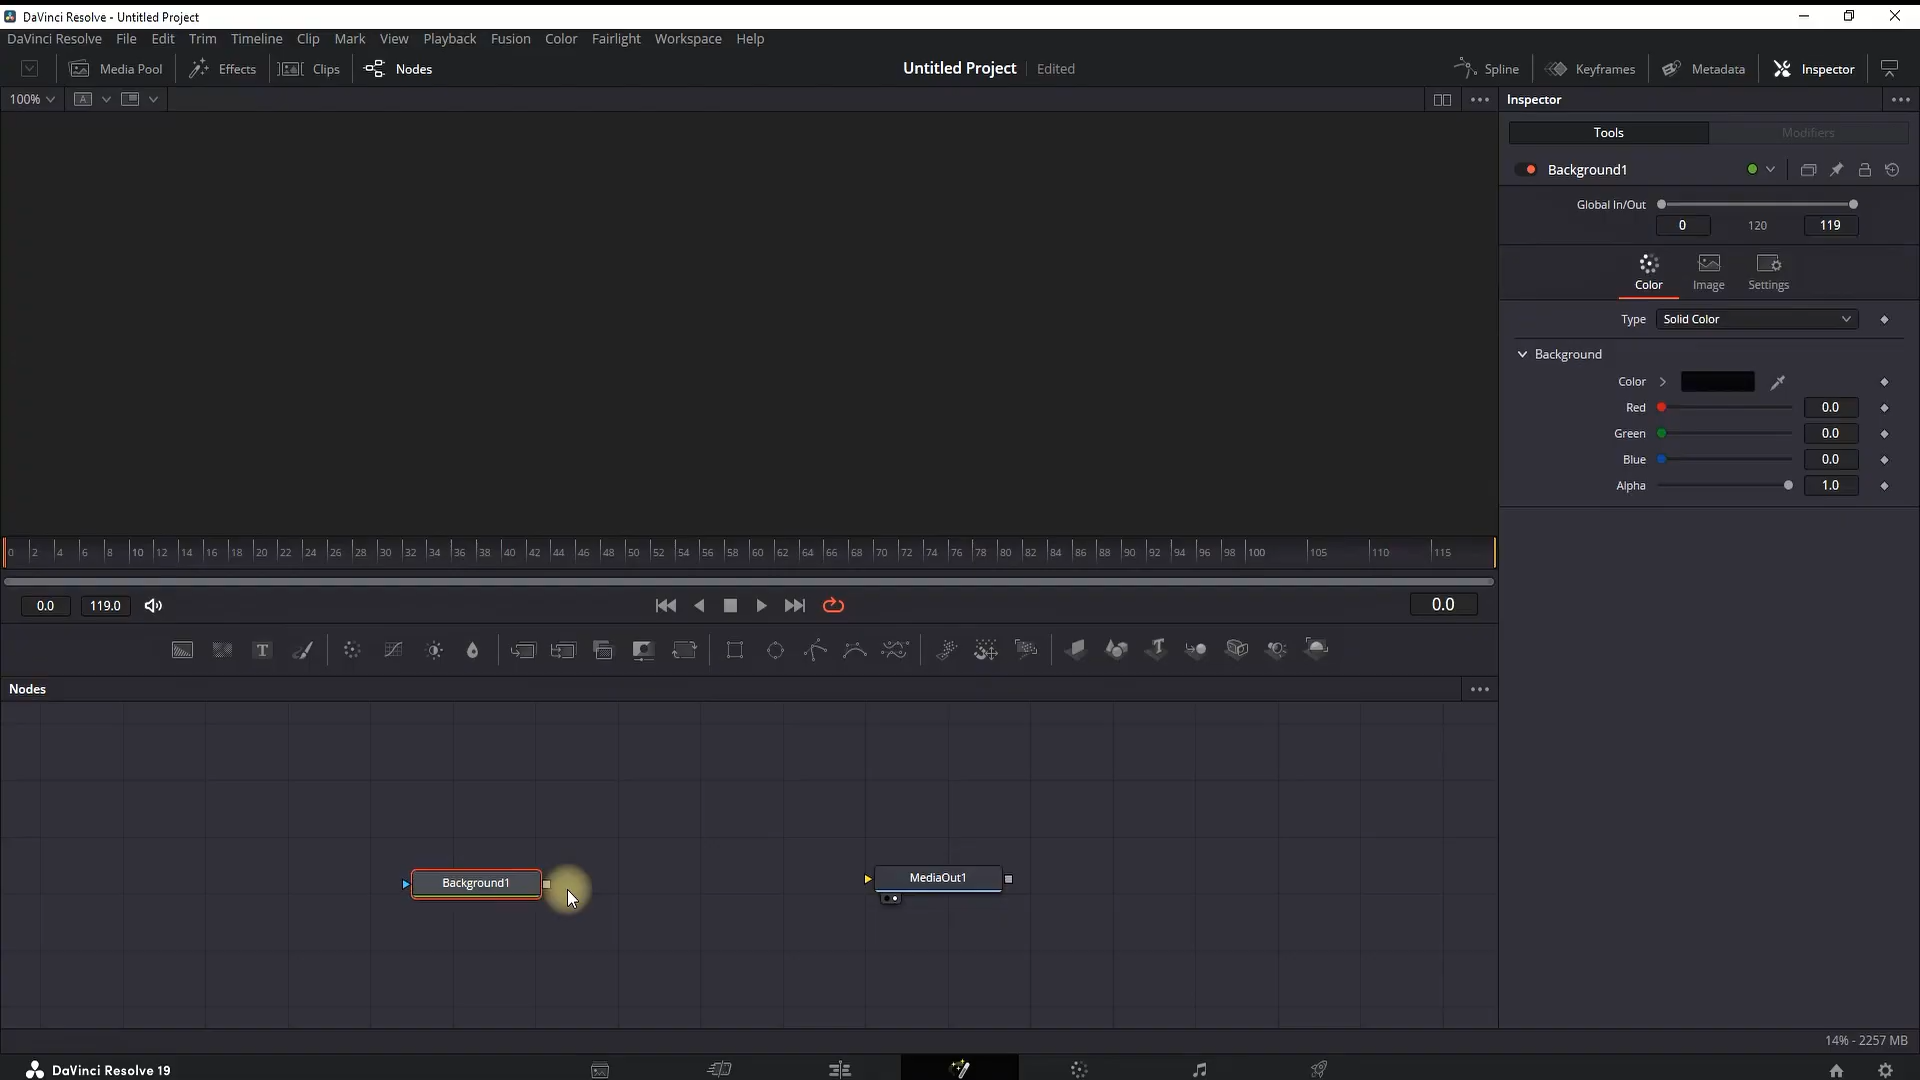 DaVinci Resolve - Untitled Project
DaVinci Resolve File Edit Trim Timeline Clip Mark View Playback Fusion Color Fairlight Workspace Help
Media Pool Effects Clips Nodes Untitled Project Edited Spline Keyframes Metadata Inspector
100% A Inspector
Tools Modifiers
Background1
Global In/Out
0 120 119
Color Image Settings
Type Solid Color
Background
Color
Red 0.0
Green 0.0
Blue 0.0
Alpha 1.0
0 2 4 6 8 10 12 14 16 18 20 22 24 26 28 30 32 34 36 38 40 42 44 46 48 50 52 54 56 58 60 62 64 66 68 70 72 74 76 78 80 82 84 86 88 90 92 94 96 98 100 105 110 115
0.0 119.0 0.0
T T
Nodes
Background1 MediaOut1
14% - 2257 MB
DaVinci Resolve 19